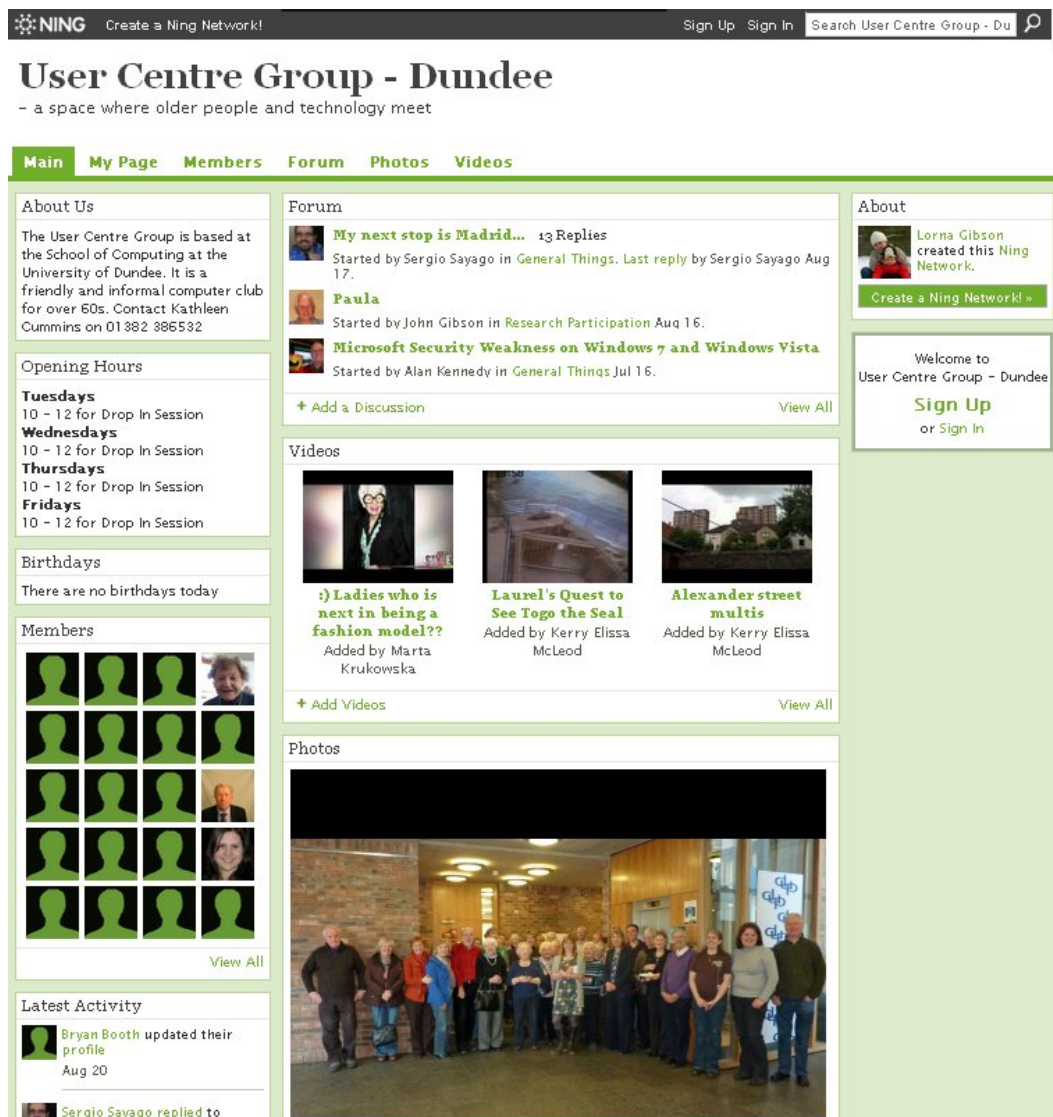 NING Create a Ning Network! Sign Up Sign In Search User Centre Group - Du
User Centre Group - Dundee
– a space where older people and technology meet
Main My Page Members Forum Photos Videos
About Us
The User Centre Group is based at
the School of Computing at the
University of Dundee. It is a
friendly and informal computer club
for over 60s. Contact Kathleen
Cummins on 01382 386532
Opening Hours
Tuesdays
10 - 12 for Drop In Session
Wednesdays
10 - 12 for Drop In Session
Thursdays
10 - 12 for Drop In Session
Fridays
10 - 12 for Drop In Session
Birthdays
There are no birthdays today
Members
View All
Latest Activity
Bryan Booth updated their
profile
Aug 20
Sergio Sayago replied to
Forum
My next stop is Madrid... 13 Replies
Started by Sergio Sayago in General Things. Last reply by Sergio Sayago Aug
17.
Paula
Started by John Gibson in Research Participation Aug 16.
Microsoft Security Weakness on Windows 7 and Windows Vista
Started by Alan Kennedy in General Things Jul 16.
+ Add a Discussion View All
Videos
STYLE
:) Ladies who is
next in being a
fashion model??
Added by Marta
Krukowska
Laurel's Quest to
See Togo the Seal
Added by Kerry Elissa
McLeod
Alexander street
multis
Added by Kerry Elissa
McLeod
+ Add Videos View All
Photos
About
Lorna Gibson
created this Ning
Network.
Create a Ning Network! »
Welcome to
User Centre Group – Dundee
Sign Up
or Sign In